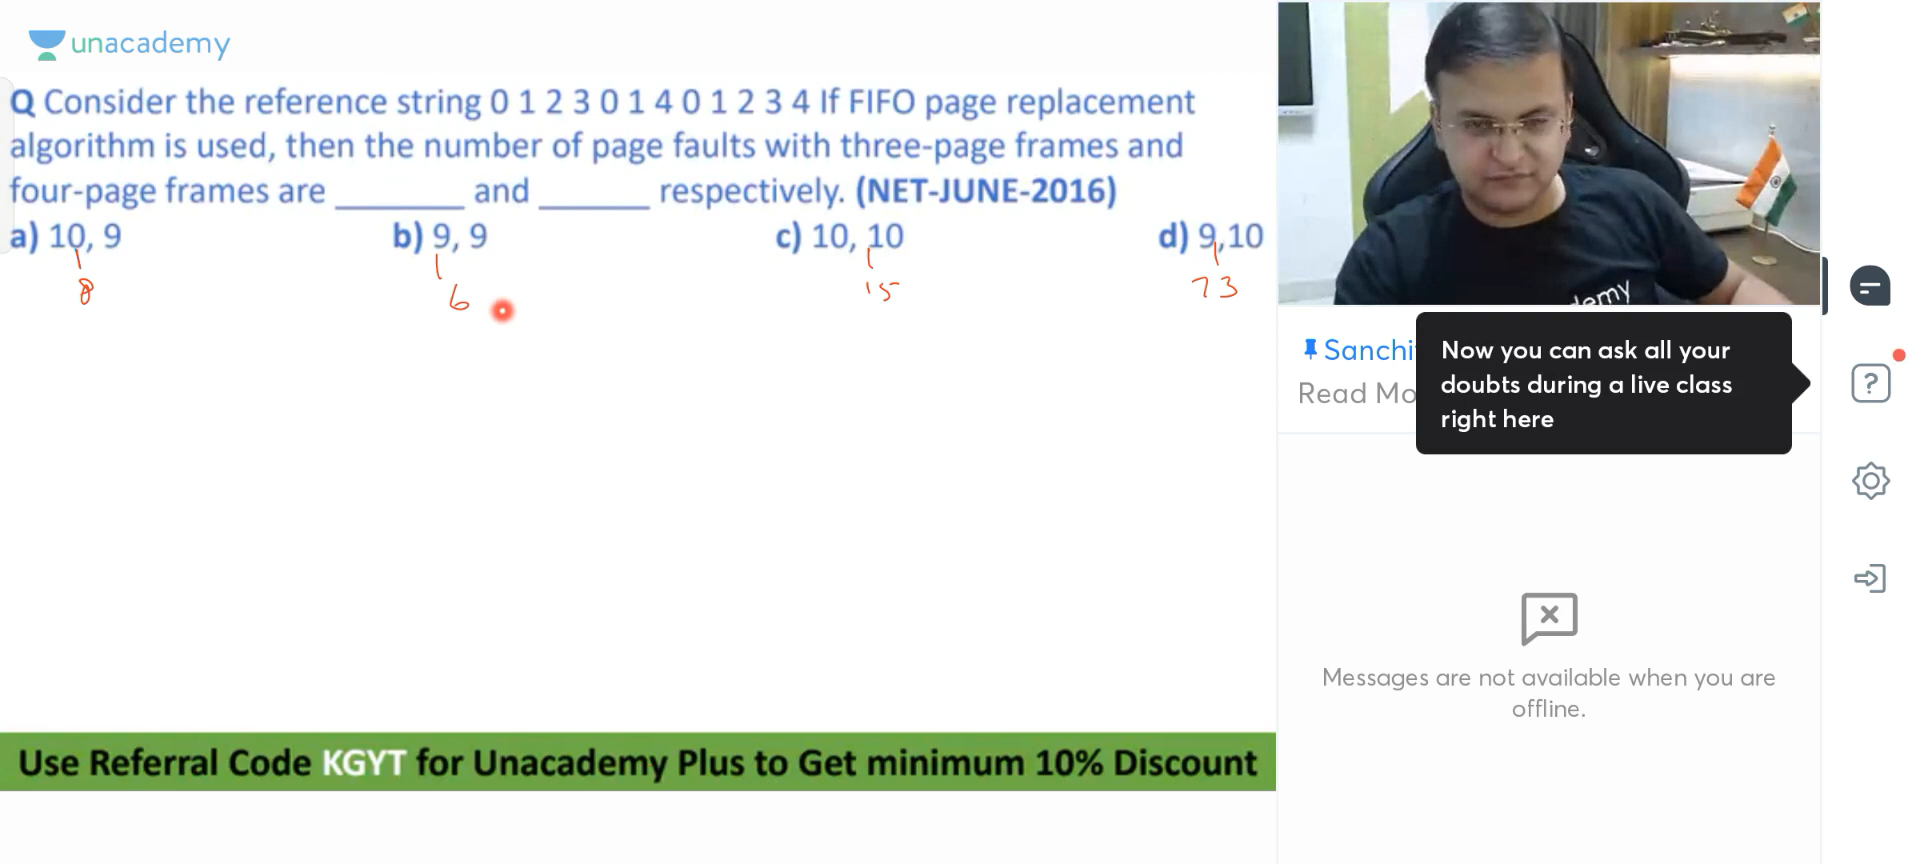 unacademy
Q Consider the reference string 0 1 2 3 0 1 4 0 1 2 3 4 If FIFO page replacement
algorithm is used, then the number of page faults with three-page frames and
four-page frames are ________ and ________ respectively. (NET-JUNE-2016)
a) 10, 9 b) 9, 9 c) 10, 10 d) 9,10
8 6 15 73
Use Referral Code KGYT for Unacademy Plus to Get minimum 10% Discount
demy
Sanchi
Read Mo
Now you can ask all your
doubts during a live class
right here
?
Messages are not available when you are
offline.